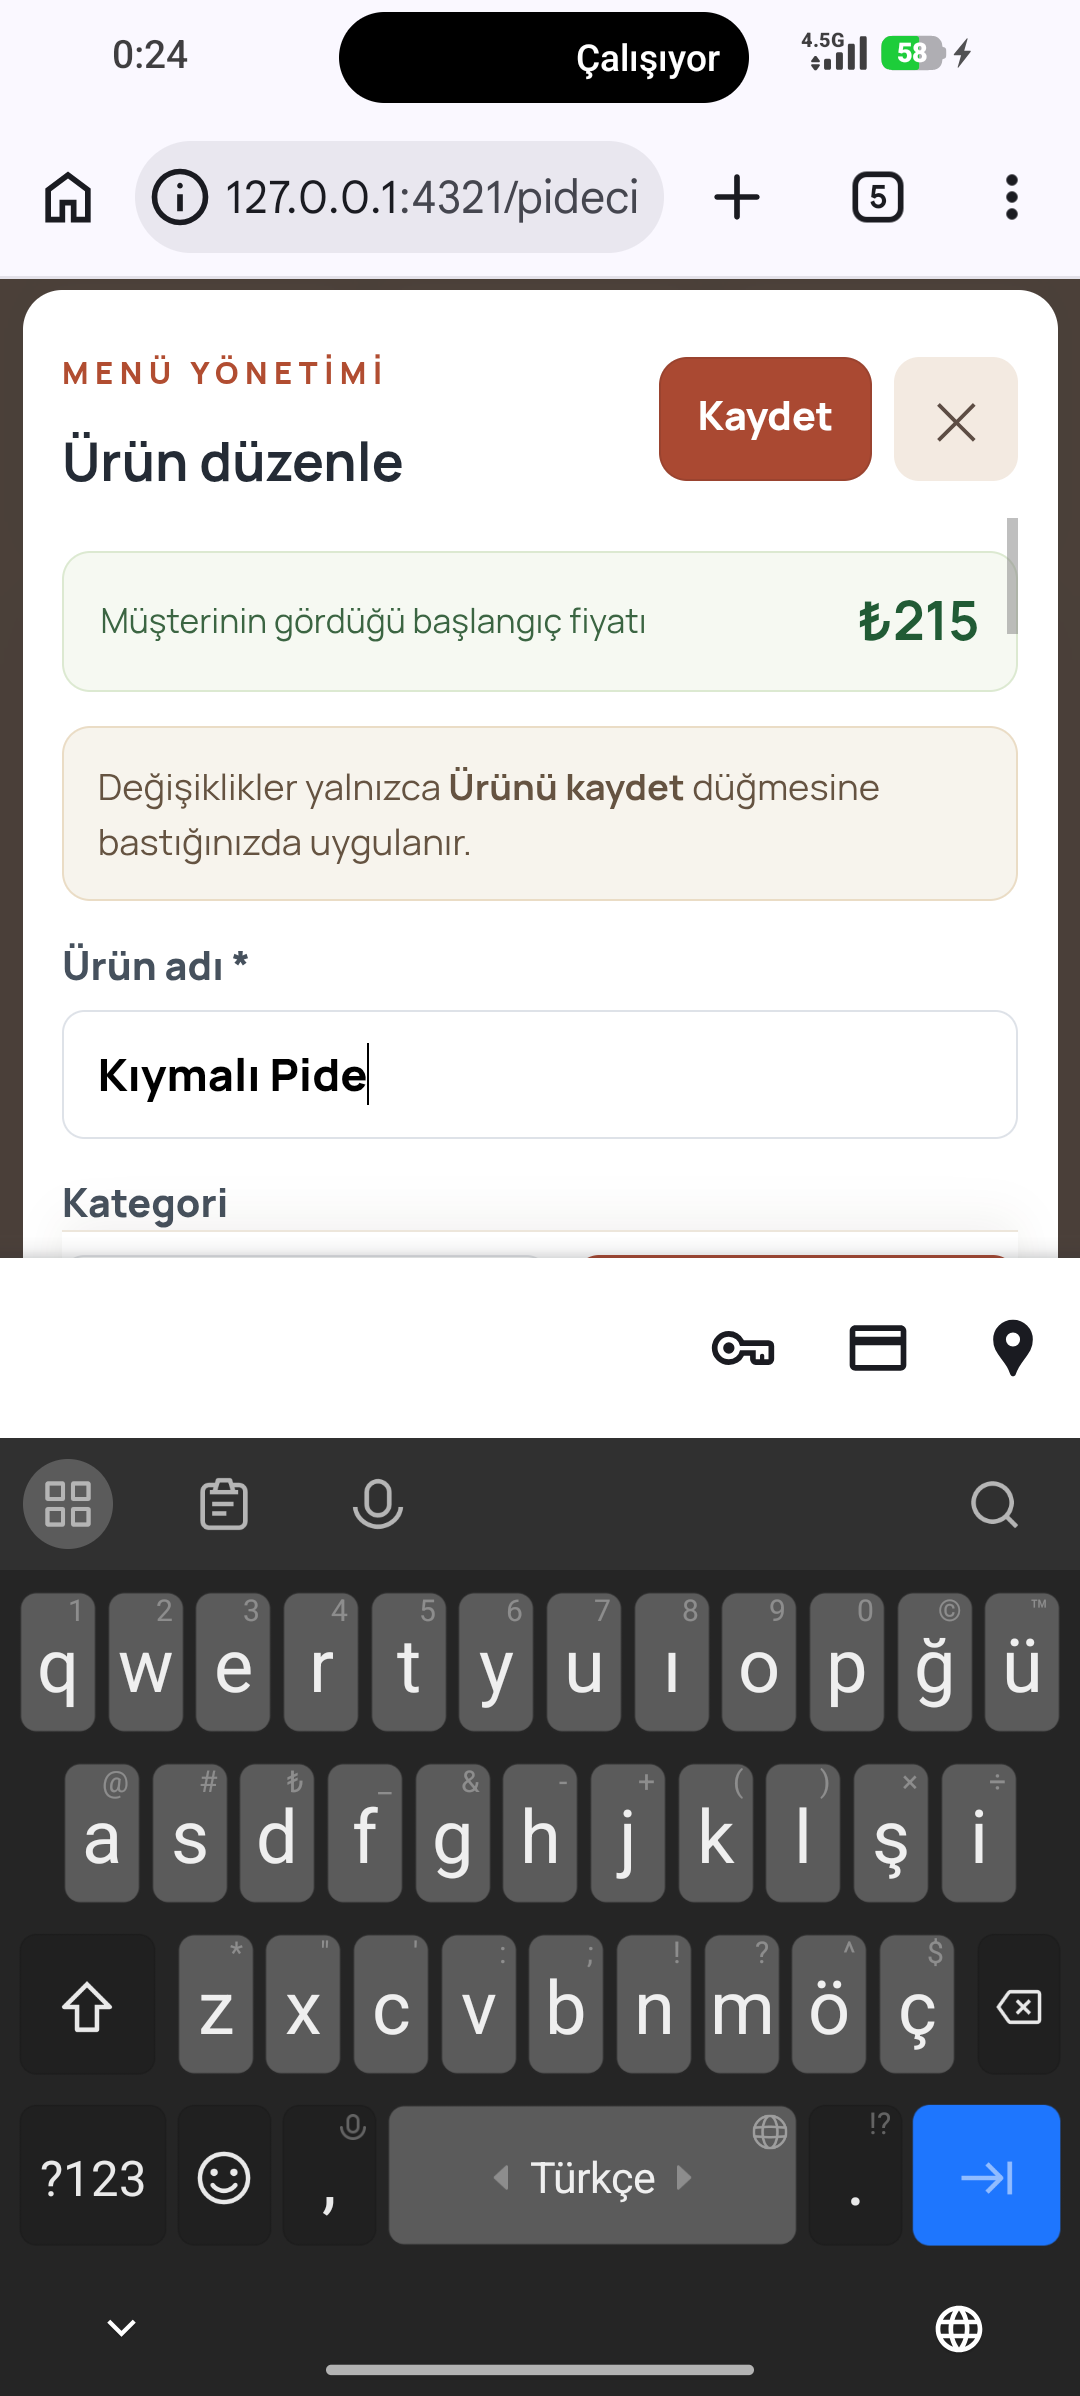 0:24
Çalışıyor
4.5G
58
127.0.0.1:4321/pideci
5
MENÜ YÖNETİMİ
Ürün düzenle
Kaydet
Müşterinin gördüğü başlangıç fiyatı
₺215
Değişiklikler yalnızca Ürünü kaydet düğmesine
bastığınızda uygulanır.
Ürün adı *
Kıymalı Pide
Kategori
1 2 3 4 5 6 7 8 9 0 © ™
q w e r t y u ı o p ğ ü
@ # ₺ _ & - + ( ) × ÷
a s d f g h j k l ş i
* " ' : ; ! ? ^ $
z x c v b n m ö ç
!?
?123 , Türkçe .